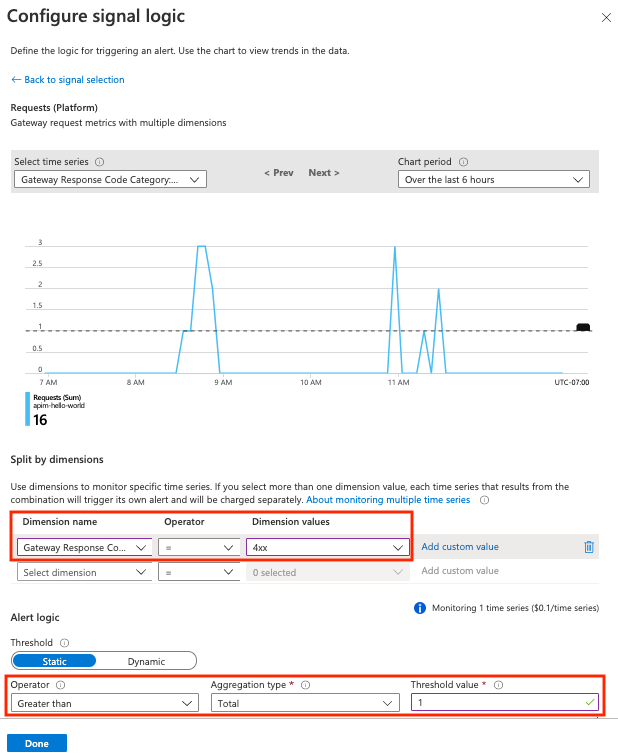 Configure signal logic
Define the logic for triggering an alert. Use the chart to view trends in the data.
← Back to signal selection
Requests (Platform)
Gateway request metrics with multiple dimensions
Select time series
Chart period
Gateway Response Code Category:...
< Prev Next >
Over the last 6 hours
3
2.5
2
1.5
1
0.5
0
7 AM 8 AM 9 AM 10 AM 11 AM UTC-07:00
Requests (Sum)
apim-hello-world
16
Split by dimensions
Use dimensions to monitor specific time series. If you select more than one dimension value, each time series that results from the
combination will trigger its own alert and will be charged separately. About monitoring multiple time series
Dimension name Operator Dimension values
Gateway Response Co... = 4xx Add custom value
Select dimension = 0 selected Add custom value
Monitoring 1 time series ($0.1/time series)
Alert logic
Threshold
Static Dynamic
Operator Aggregation type * Threshold value *
Greater than Total 1
Done